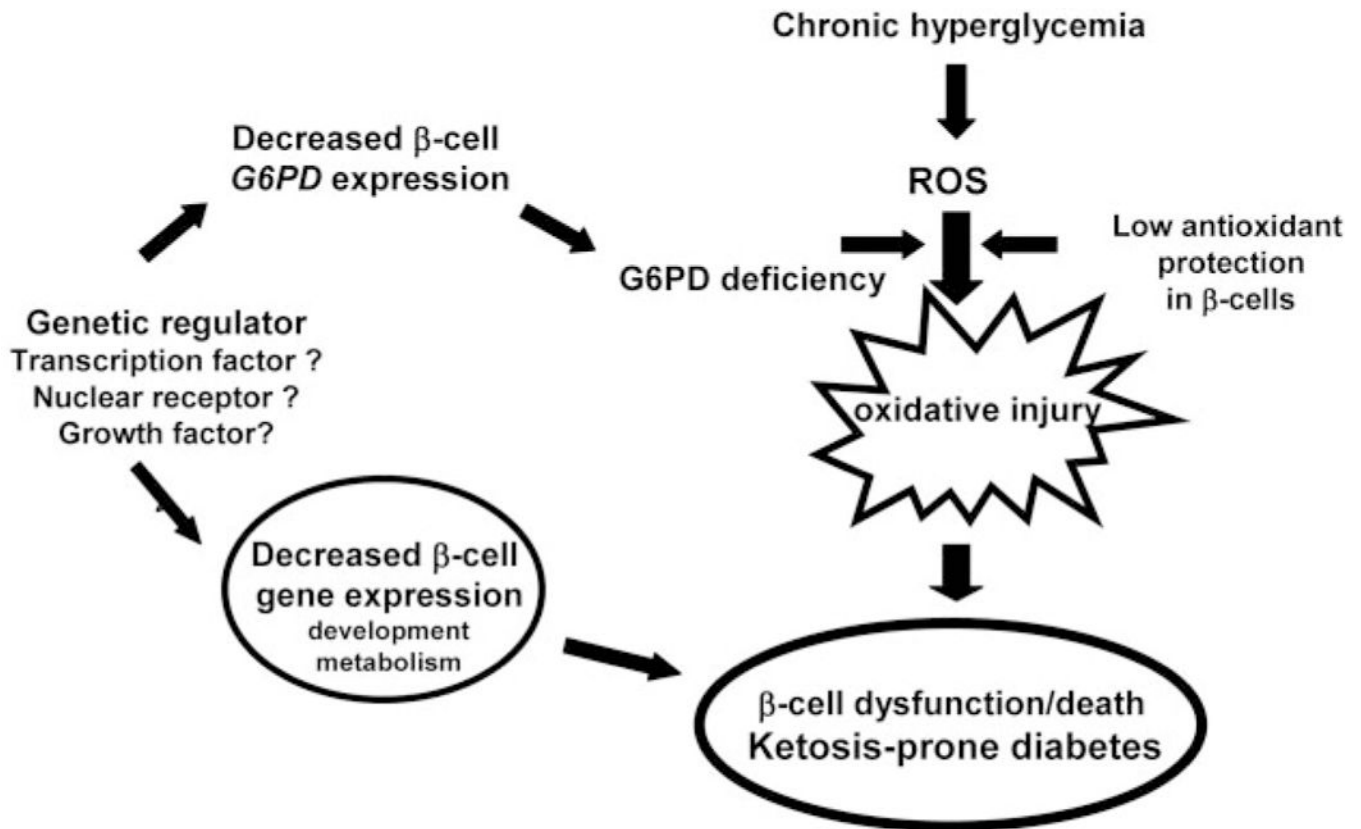 Chronic hyperglycemia
Decreased β-cell
G6PD expression
ROS
Low antioxidant
protection
in β-cells
G6PD deficiency
Genetic regulator
Transcription factor ?
Nuclear receptor ?
Growth factor?
oxidative injury
Decreased β-cell
gene expression
development
metabolism
β-cell dysfunction/death
Ketosis-prone diabetes